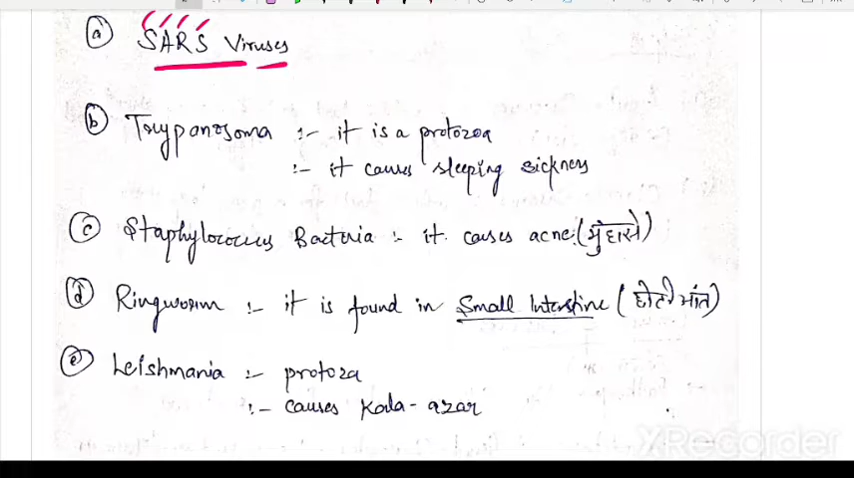 (a) SARS Viruses
(b) Trypanosoma :- it is a protozoa
:- it causes sleeping sickness
(c) Staphylococcus Bacteria :- it causes acne (मुंहासे)
(d) Ringworm :- it is found in Small Interstine (छोटी आंत)
(e) Leishmania :- protoza
:- causes Kala-azar
XRecorder